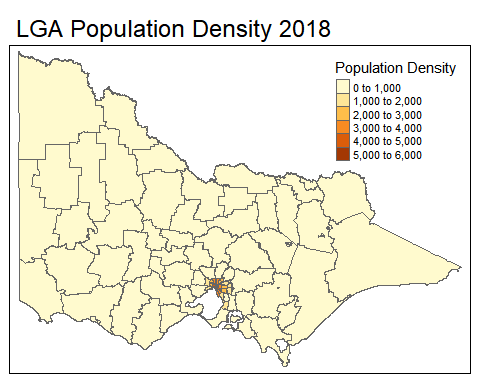 LGA Population Density 2018
Population Density
0 to 1,000
1,000 to 2,000
2,000 to 3,000
3,000 to 4,000
4,000 to 5,000
5,000 to 6,000